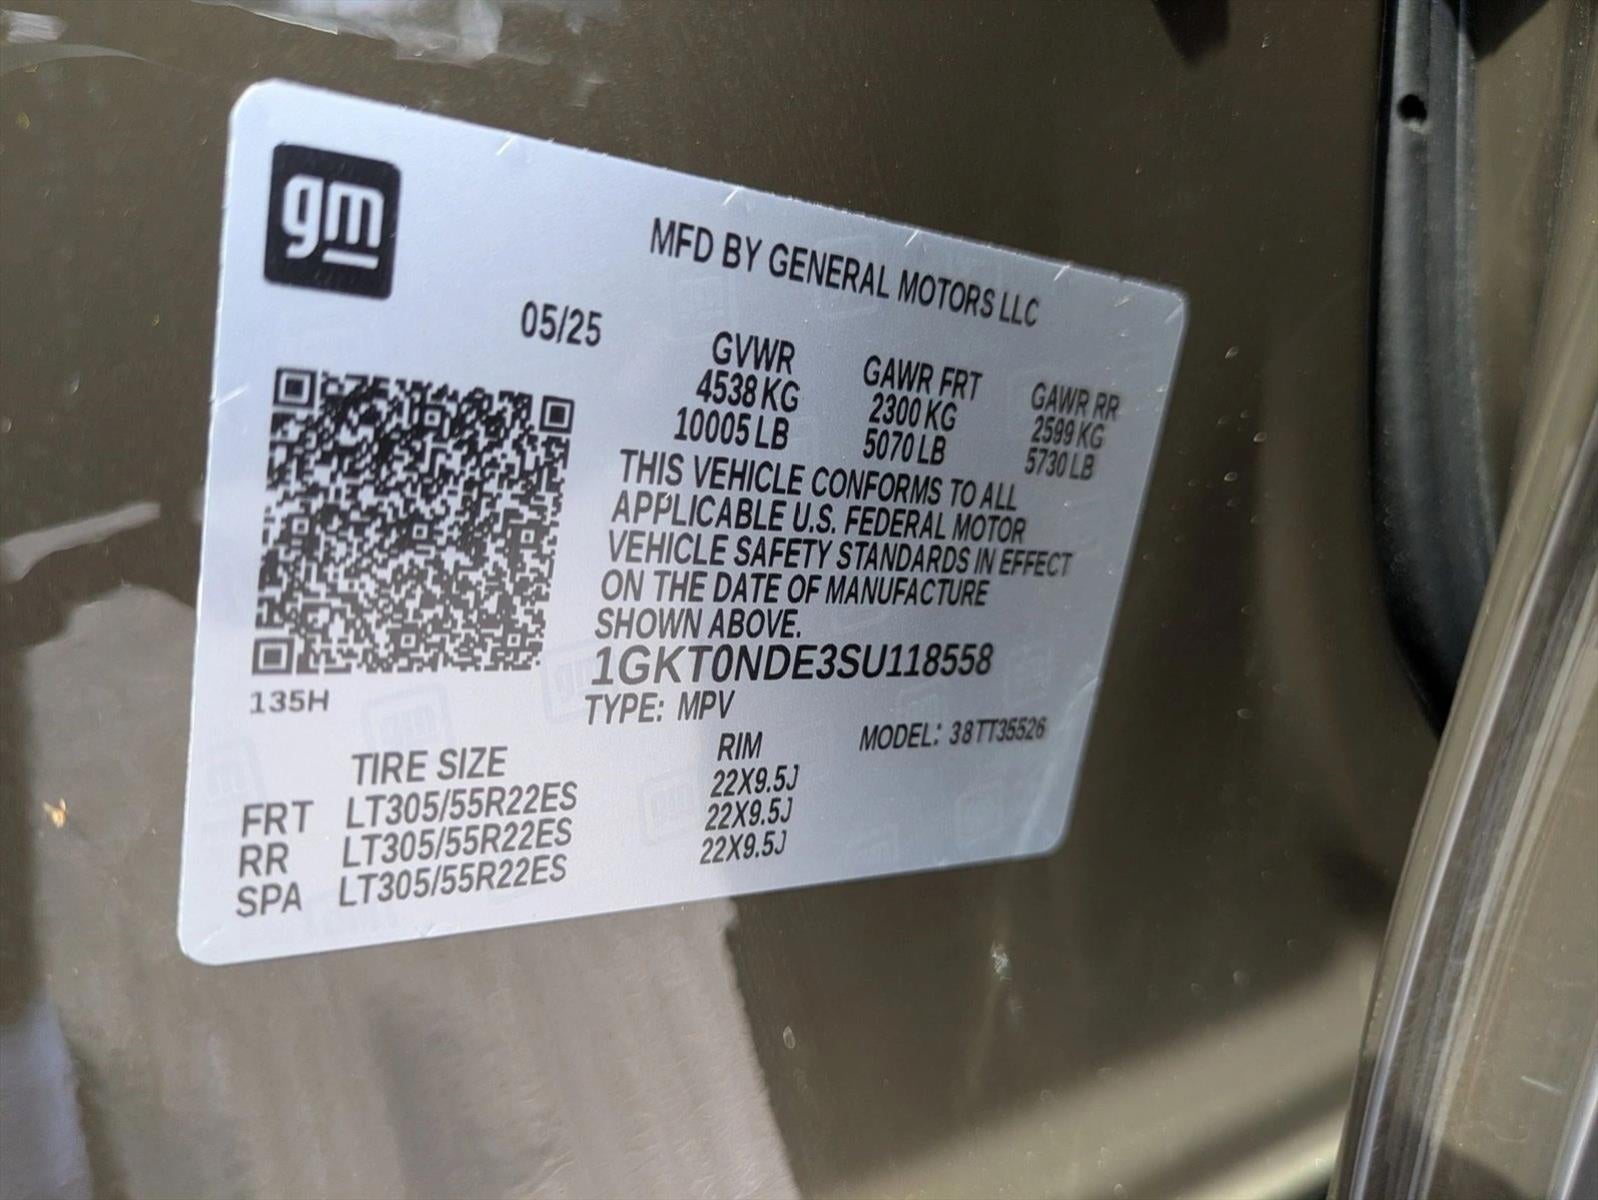 gm
MFD BY GENERAL MOTORS LLC
05/25
GVWR GAWR FRT GAWR RR
4538 KG 2300 KG 2599 KG
10005 LB 5070 LB 5730 LB
THIS VEHICLE CONFORMS TO ALL
APPLICABLE U.S. FEDERAL MOTOR
VEHICLE SAFETY STANDARDS IN EFFECT
ON THE DATE OF MANUFACTURE
SHOWN ABOVE.
1GKT0NDE3SU118558
135H
TYPE: MPV
MODEL: 38TT35526
TIRE SIZE RIM
FRT LT305/55R22ES 22X9.5J
RR LT305/55R22ES 22X9.5J
SPA LT305/55R22ES 22X9.5J